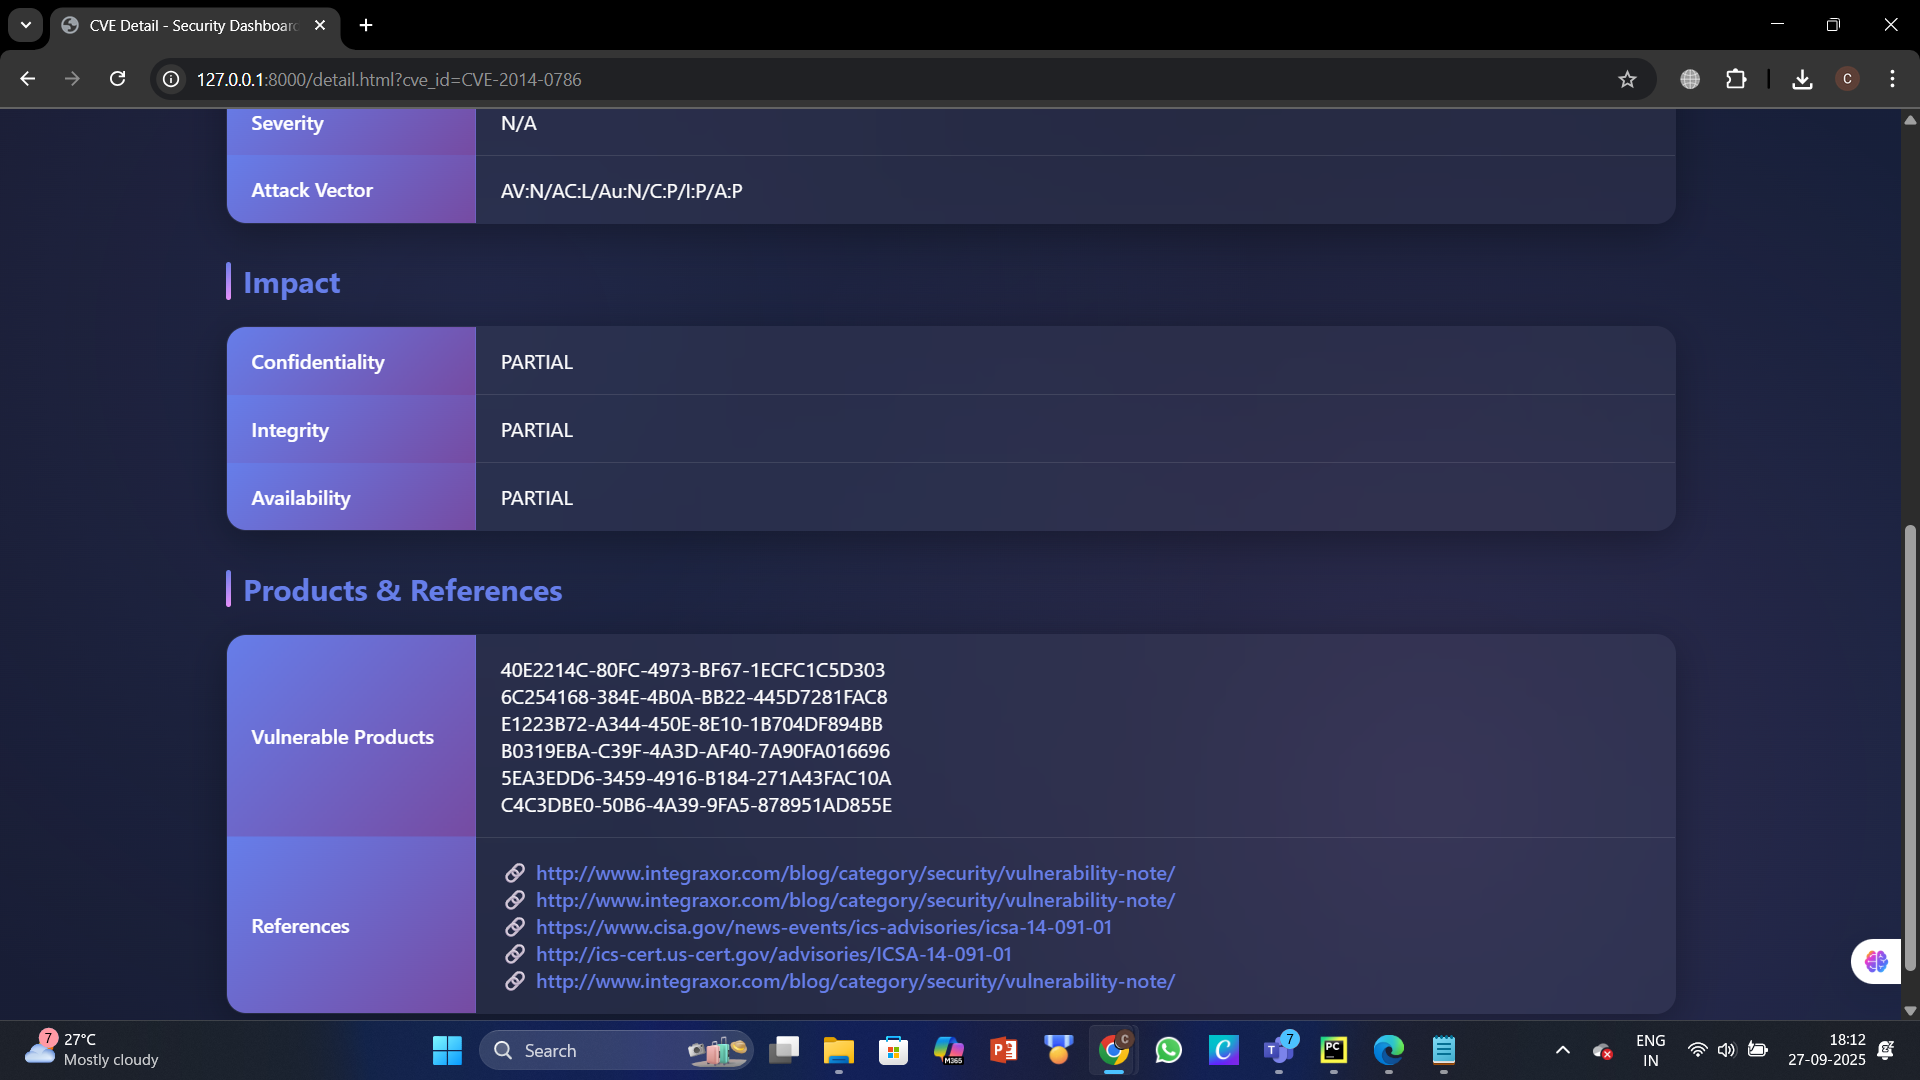 CVE Detail - Security Dashboard
127.0.0.1:8000/detail.html?cve_id=CVE-2014-0786
C
Severity N/A
Attack Vector AV:N/AC:L/Au:N/C:P/I:P/A:P
Impact
Confidentiality PARTIAL
Integrity PARTIAL
Availability PARTIAL
Products & References
Vulnerable Products
40E2214C-80FC-4973-BF67-1ECFC1C5D303
6C254168-384E-4B0A-BB22-445D7281FAC8
E1223B72-A344-450E-8E10-1B704DF894BB
B0319EBA-C39F-4A3D-AF40-7A90FA016696
5EA3EDD6-3459-4916-B184-271A43FAC10A
C4C3DBE0-50B6-4A39-9FA5-878951AD855E
References
http://www.integraxor.com/blog/category/security/vulnerability-note/
http://www.integraxor.com/blog/category/security/vulnerability-note/
https://www.cisa.gov/news-events/ics-advisories/icsa-14-091-01
http://ics-cert.us-cert.gov/advisories/ICSA-14-091-01
http://www.integraxor.com/blog/category/security/vulnerability-note/
7
27°C
Mostly cloudy
Search
M365
P
C
C
T
7
PC
ENG
IN
18:12
27-09-2025